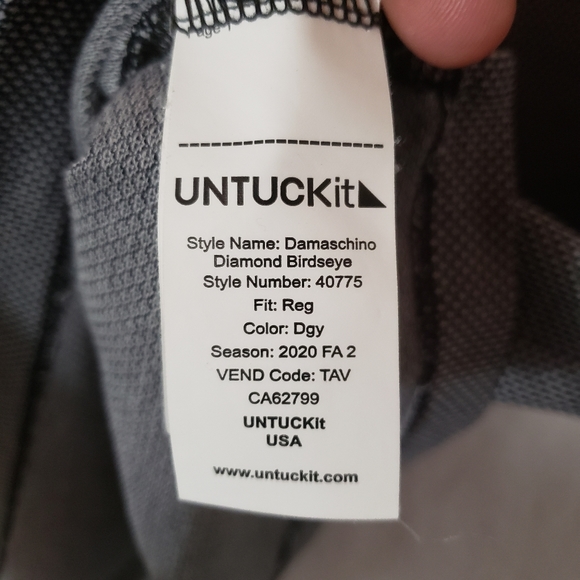 UNTUCKit
Style Name: Damaschino
Diamond Birdseye
Style Number: 40775
Fit: Reg
Color: Dgy
Season: 2020 FA 2
VEND Code: TAV
CA62799
UNTUCKit
USA
www.untuckit.com